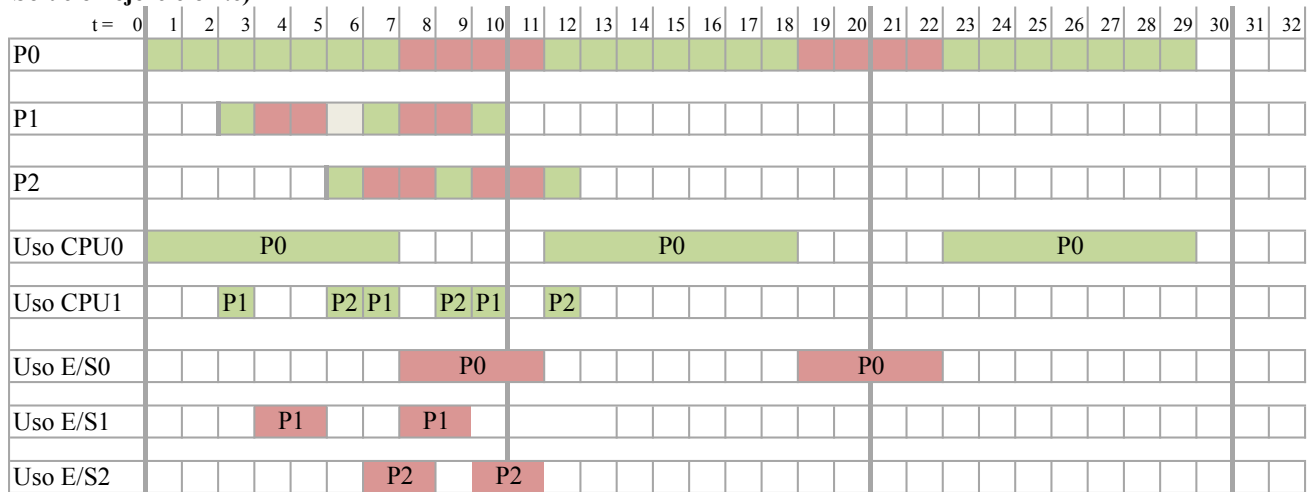 t = 0 1 2 3 4 5 6 7 8 9 10 11 12 13 14 15 16 17 18 19 20 21 22 23 24 25 26 27 28 29 30 31 32
P0
P1
P2
Uso CPU0 P0 P0 P0
Uso CPU1 P1 P2 P1 P2 P1 P2
Uso E/S0 P0 P0
Uso E/S1 P1 P1
Uso E/S2 P2 P2